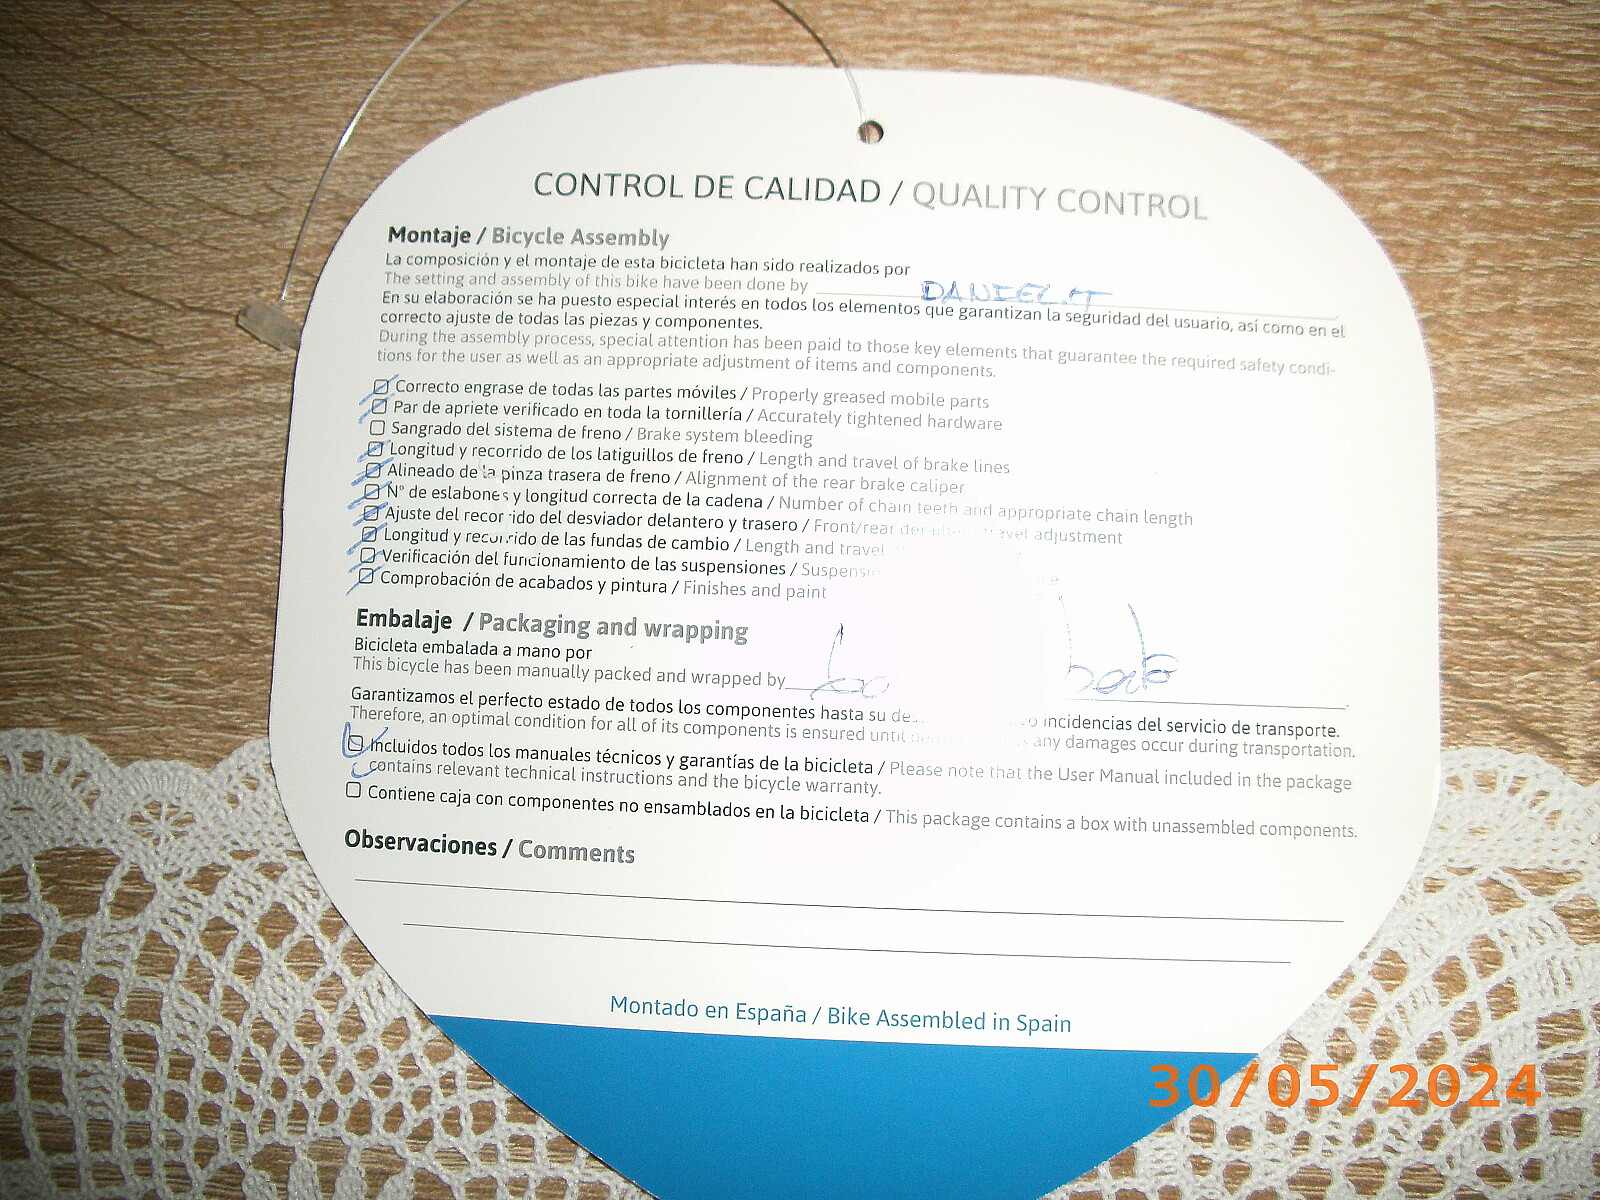 CONTROL DE CALIDAD / QUALITY CONTROL
Montaje / Bicycle Assembly
La composición y el montaje de esta bicicleta han sido realizados por
The setting and assembly of this bike have been done by DANIEL.T
En su elaboración se ha puesto especial interés en todos los elementos que garantizan la seguridad del usuario, así como en el
correcto ajuste de todas las piezas y componentes.
During the assembly process, special attention has been paid to those key elements that guarantee the required safety condi-
tions for the user as well as an appropriate adjustment of items and components.
Correcto engrase de todas las partes móviles / Properly greased mobile parts
Par de apriete verificado en toda la tornillería / Accurately tightened hardware
Sangrado del sistema de freno / Brake system bleeding
Longitud y recorrido de los latiguillos de freno / Length and travel of brake lines
Alineado de la pinza trasera de freno / Alignment of the rear brake caliper
Nº de eslabones y longitud correcta de la cadena / Number of chain teeth and appropriate chain length
Ajuste del recorrido del desviador delantero y trasero / Front/rear travel adjustment
Longitud y recorrido de las fundas de cambio / Length and travel
Verificación del funcionamiento de las suspensiones /
Comprobación de acabados y pintura / Finishes and paint
Embalaje / Packaging and wrapping
Bicicleta embalada a mano por
This bicycle has been manually packed and wrapped by
Garantizamos el perfecto estado de todos los componentes hasta su incidencias del servicio de transporte.
Therefore, an optimal condition for all of its components is ensured until any damages occur during transportation.
Incluidos todos los manuales técnicos y garantías de la bicicleta / Please note that the User Manual included in the package
contains relevant technical instructions and the bicycle warranty.
Contiene caja con componentes no ensamblados en la bicicleta / This package contains a box with unassembled components.
Observaciones / Comments
Montado en España / Bike Assembled in Spain
30/05/2024